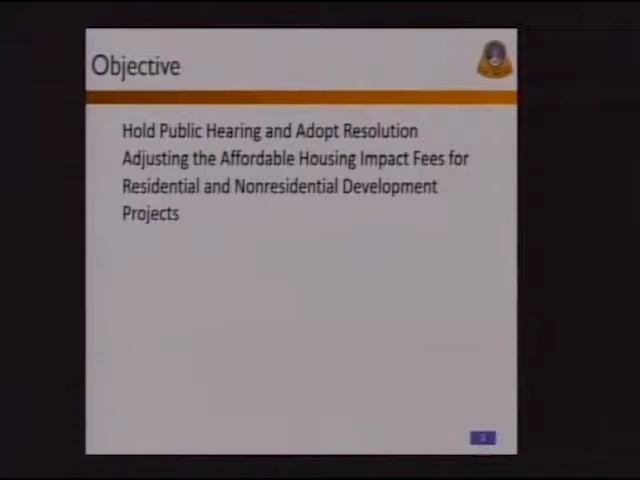 Objective
Hold Public Hearing and Adopt Resolution
Adjusting the Affordable Housing Impact Fees for
Residential and Nonresidential Development
Projects